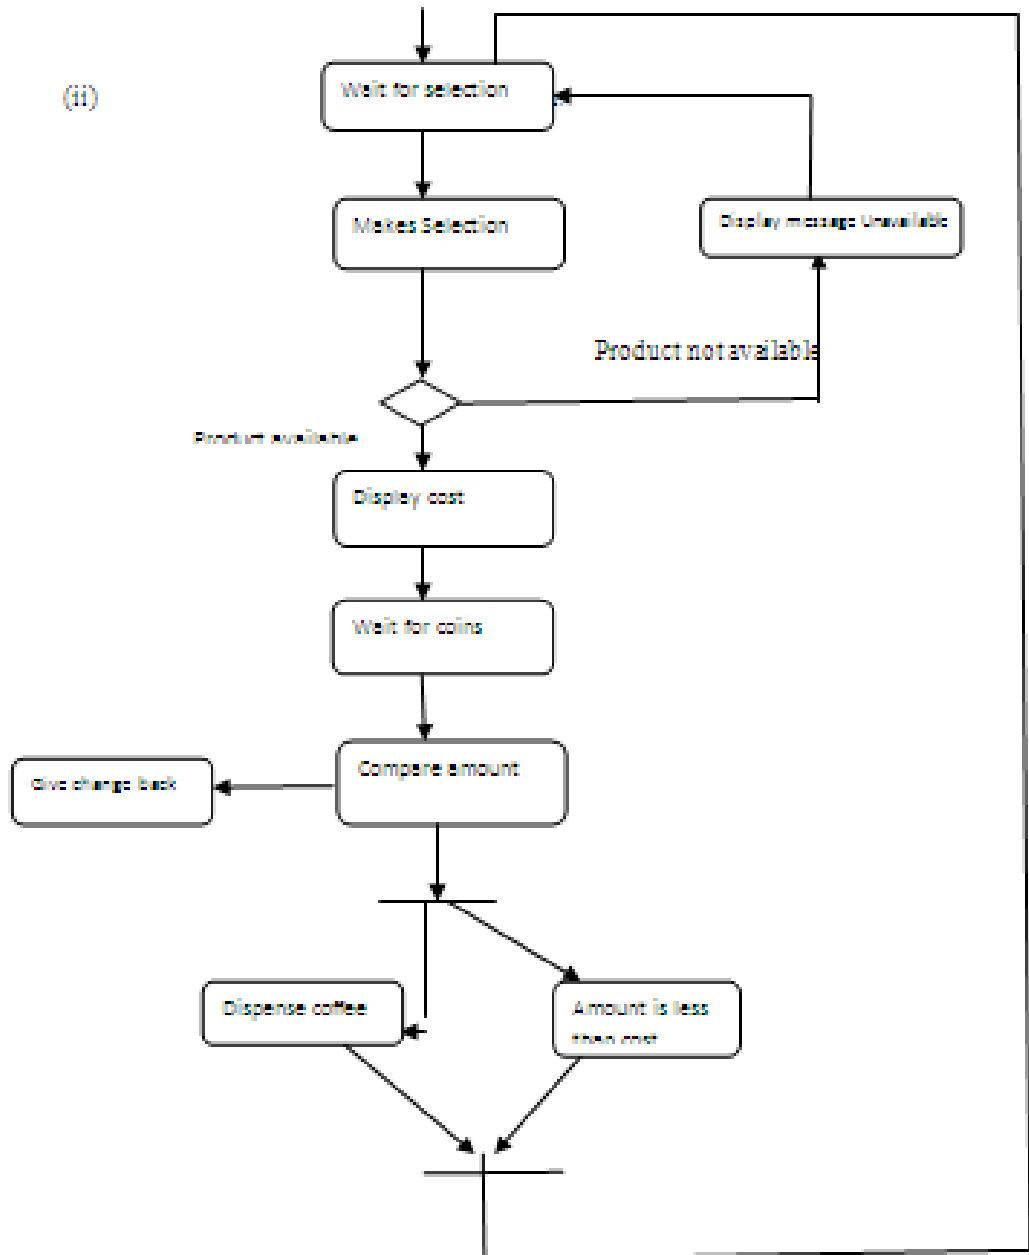 (ii)
Wait for selection
Makes Selection
Display message Unavailable
Product not available
Product available
Display cost
Wait for coins
Compare amount
Give change back
Dispense coffee
Amount is less
than cost